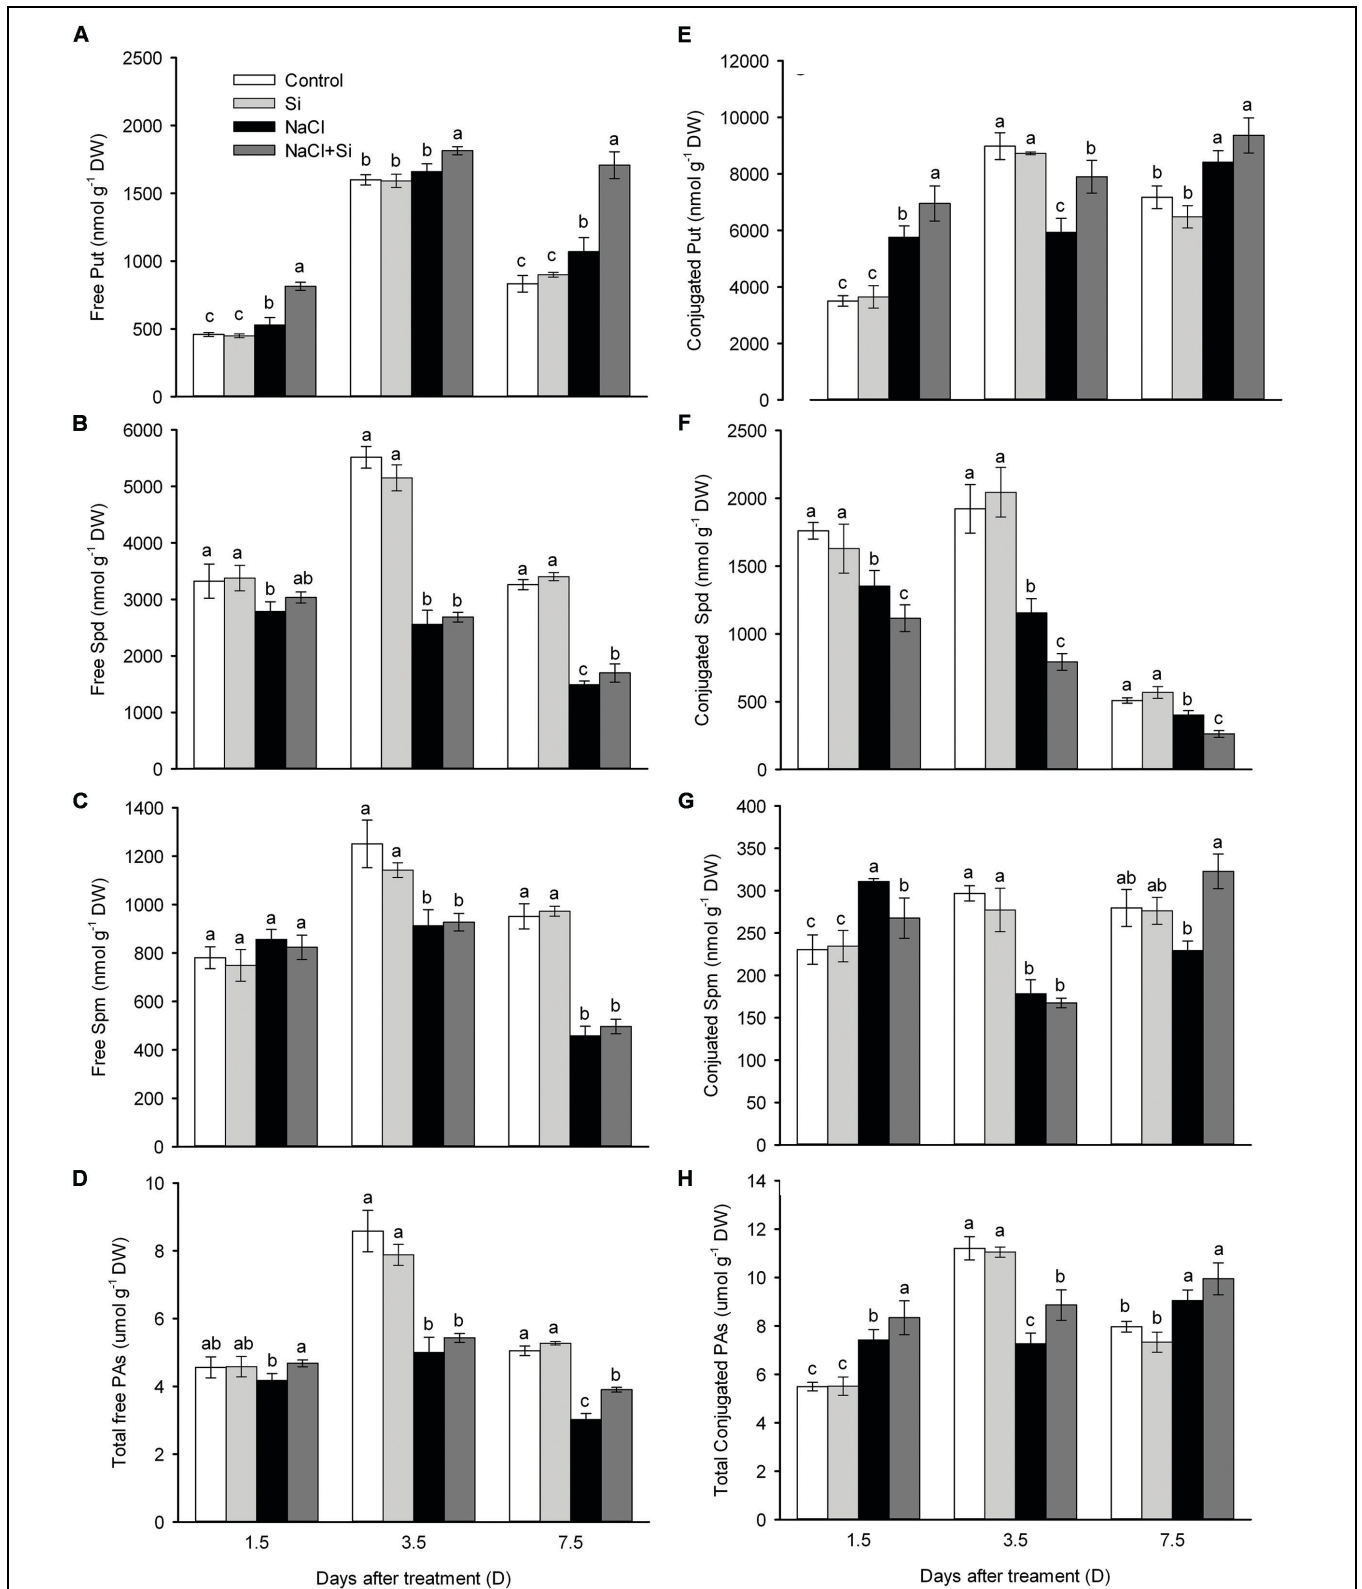 A
Free Put (nmol g-1 DW)
2500
2000
1500
1000
500
0
Control
Si
NaCl
NaCl+Si
c c b a
b b b a
c c b a
E
Conjugated Put (nmol g-1 DW)
12000
10000
8000
6000
4000
2000
0
c c b a
a a c b
b b a a
B
Free Spd (nmol g-1 DW)
6000
5000
4000
3000
2000
1000
0
a a b ab
a a b b
a a c b
F
Conjugated Spd (nmol g-1 DW)
2500
2000
1500
1000
500
0
a a b c
a a b c
a a b c
C
Free Spm (nmol g-1 DW)
1400
1200
1000
800
600
400
200
0
a a a a
a a b b
a a b b
G
Conjuated Spm (nmol g-1 DW)
400
350
300
250
200
150
100
50
0
c c a b
a a b b
ab ab b a
D
Total free PAs (umol g-1 DW)
10
8
6
4
2
0
ab ab b a
a a b b
a a c b
1.5 3.5 7.5
Days after treatment (D)
H
Total Conjugated PAs (umol g-1 DW)
14
12
10
8
6
4
2
0
c c b a
a a c b
b b a a
1.5 3.5 7.5
Days after treament (D)